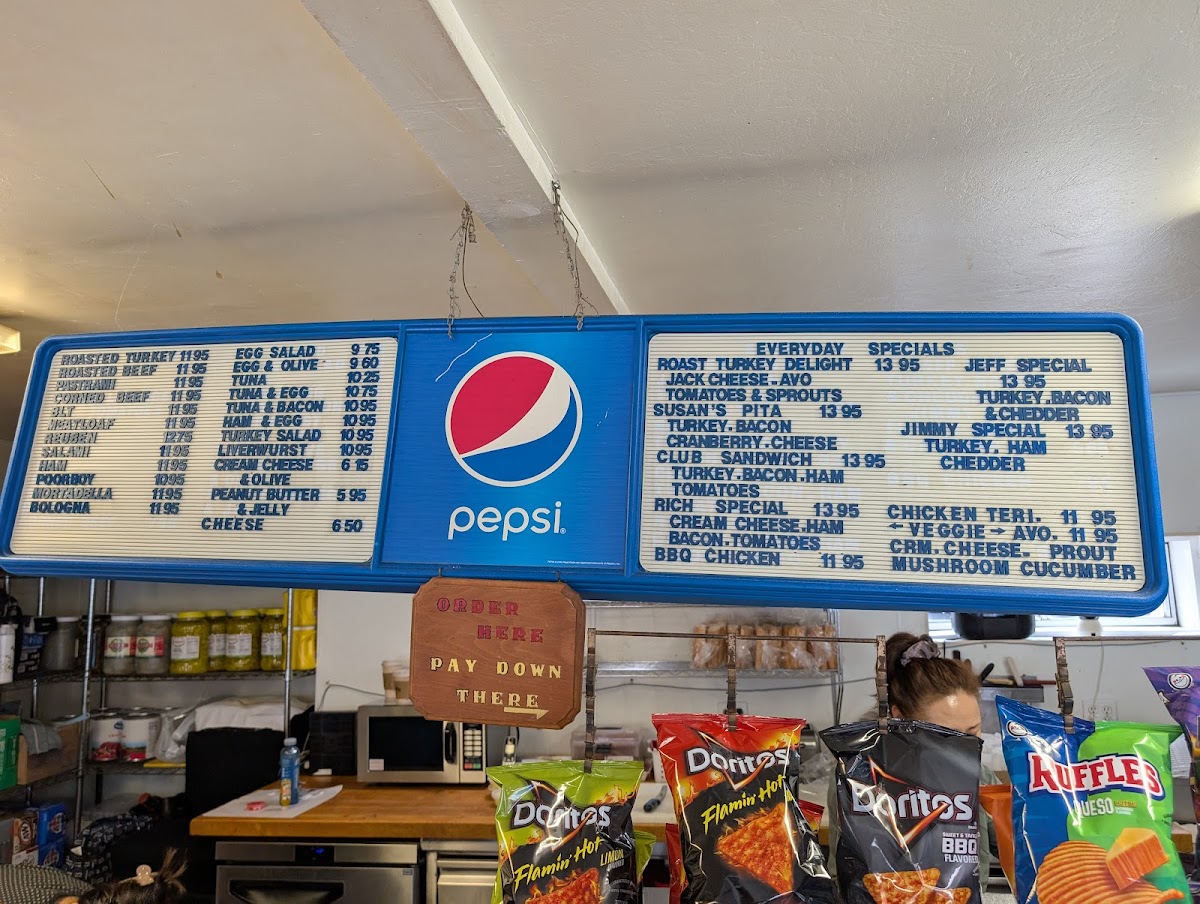 ROASTED TURKEY 11 95
ROASTED BEEF 11 95
PASTRAMI 11 95
CORNED BEEF 11 95
BLT 11 95
MEATLOAF 11 95
REUBEN 12 75
SALAMI 11 95
HAM 11 95
POORBOY 10 95
MORTADELLA 11 95
BOLOGNA 11 95
EGG SALAD 9 75
EGG & OLIVE 9 60
TUNA 10 25
TUNA & EGG 10 75
TUNA & BACON 10 95
HAM & EGG 10 95
TURKEY SALAD 10 95
LIVERWURST 10 95
CREAM CHEESE 6 15
& OLIVE
PEANUT BUTTER 5 95
& JELLY
CHEESE 6 50
pepsi
EVERYDAY SPECIALS
ROAST TURKEY DELIGHT 13 95
JACK CHEESE.AVO
TOMATOES & SPROUTS
SUSAN'S PITA 13 95
TURKEY.BACON
CRANBERRY.CHEESE
CLUB SANDWICH 13 95
TURKEY.BACON.HAM
TOMATOES
RICH SPECIAL 13 95
CREAM CHEESE.HAM
BACON.TOMATOES
BBQ CHICKEN 11 95
JEFF SPECIAL
13 95
TURKEY.BACON
& CHEDDER
JIMMY SPECIAL 13 95
TURKEY. HAM
CHEDDER
CHICKEN TERI. 11 95
←VEGGIE→ AVO. 11 95
CRM.CHEESE. PROUT
MUSHROOM CUCUMBER
ORDER
HERE
PAY DOWN
THERE
Doritos
Flamin' Hot
LIMON
Doritos
Flamin' Hot
Doritos
SWEET & TANGY
BBQ
FLAVORED
RUFFLES
QUESO